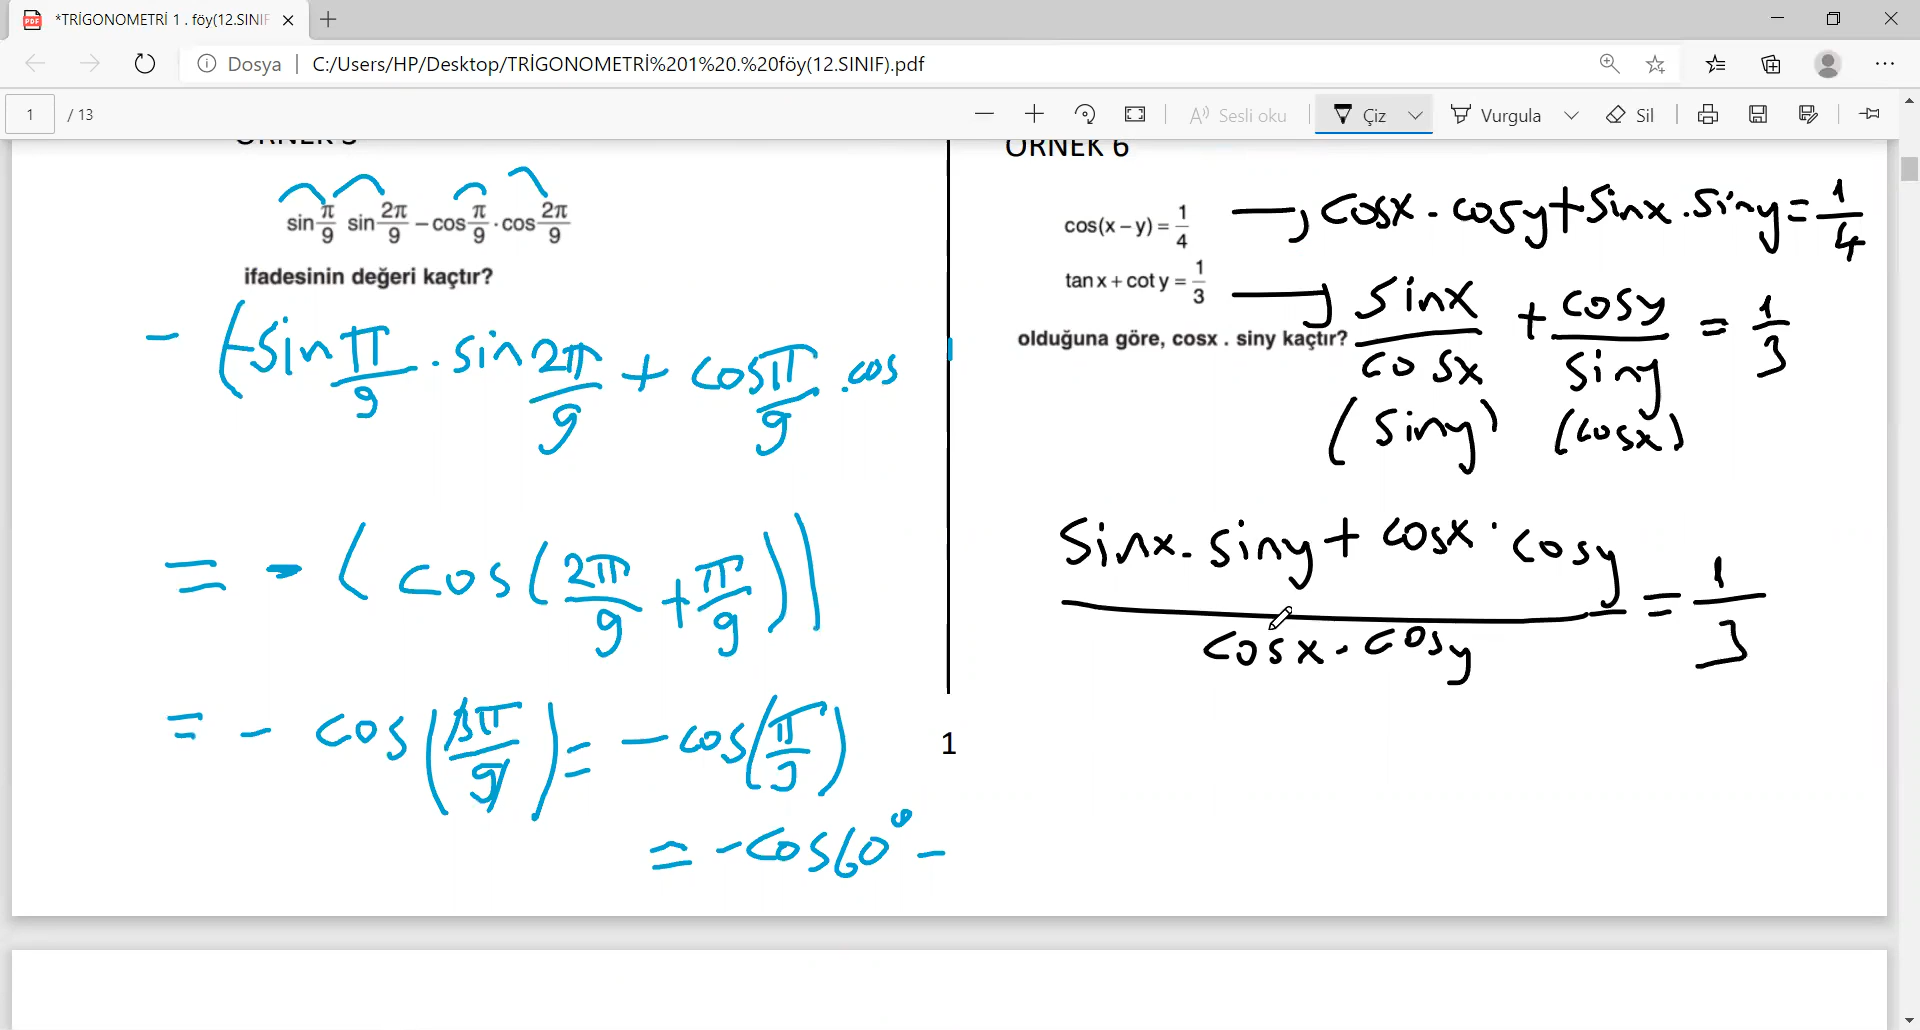 *TRİGONOMETRİ 1 . föy(12.SINIF
Dosya | C:/Users/HP/Desktop/TRİGONOMETRİ%201%20.%20föy(12.SINIF).pdf
1 / 13
Sesli oku Çiz Vurgula Sil
ÖRNEK 5
sin π/9 sin 2π/9 − cos π/9 · cos 2π/9
ifadesinin değeri kaçtır?
- (-sin π/9 . sin 2π/9 + cos π/9 . cos
= - ( cos( 2π/9 + π/9 ))
= - cos( 3π/9 ) = - cos( π/3 )
= - cos60° -
ÖRNEK 6
cos(x − y) = 1/4 → cosx . cosy + sinx . siny = 1/4
tan x + cot y = 1/3 → sinx/cosx + cosy/siny = 1/3
olduğuna göre, cosx . siny kaçtır?
(siny) (cosx)
sinx . siny + cosx . cosy / cosx . cosy = 1/3
1